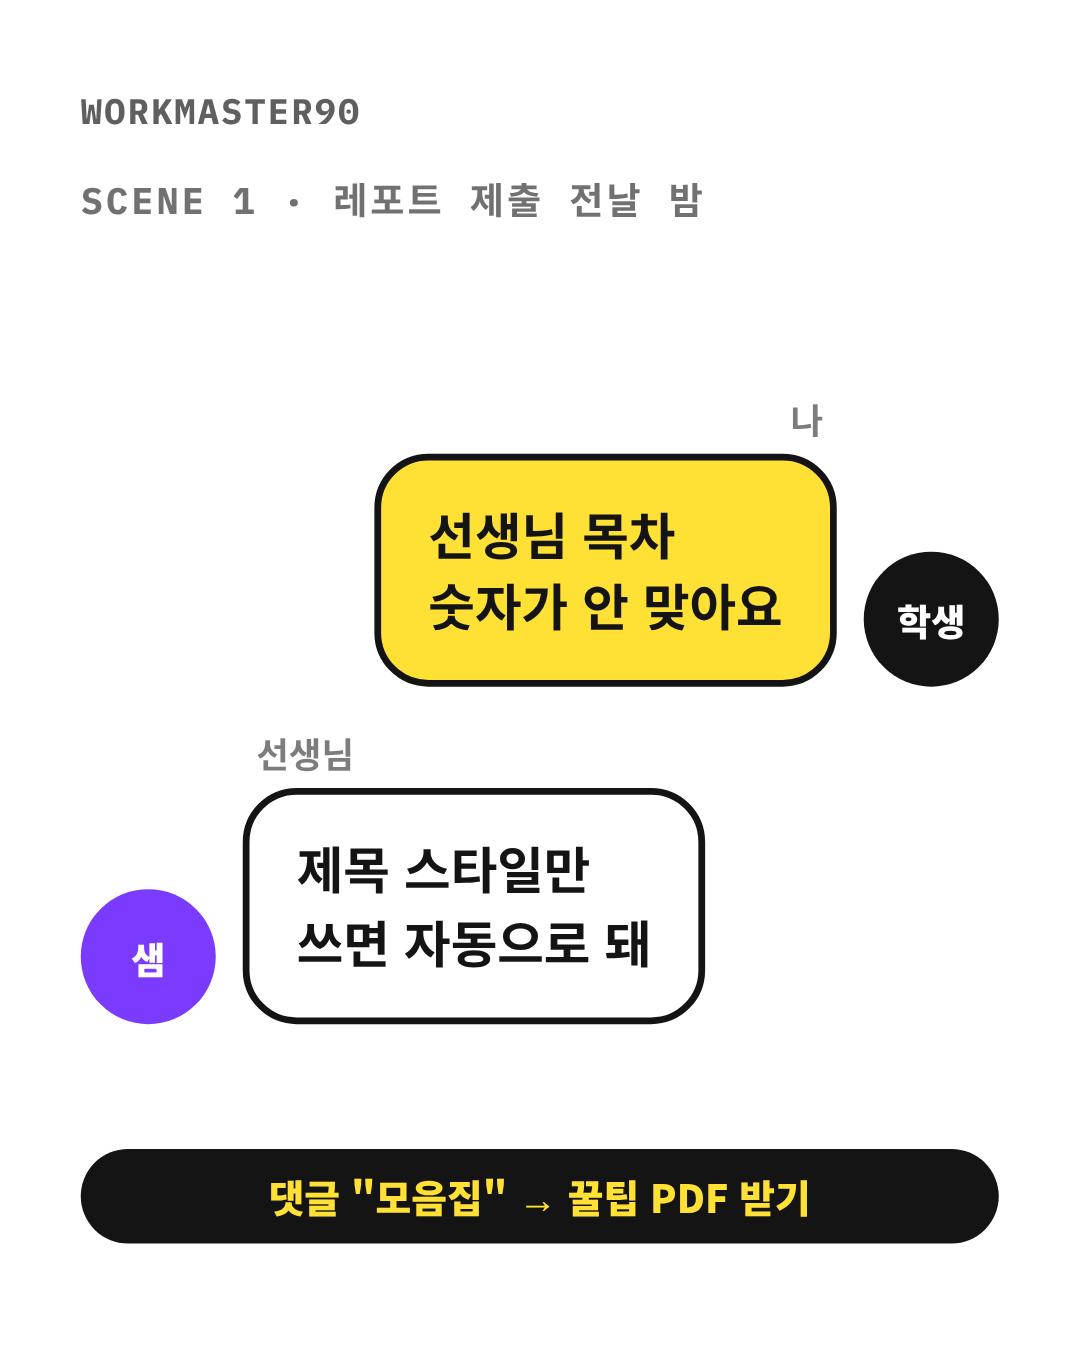 WORKMASTER90
SCENE 1 · 레포트 제출 전날 밤
나
선생님 목차
숫자가 안 맞아요
학생
선생님
제목 스타일만
쓰면 자동으로 돼
샘
댓글 "모음집" → 꿀팁 PDF 받기